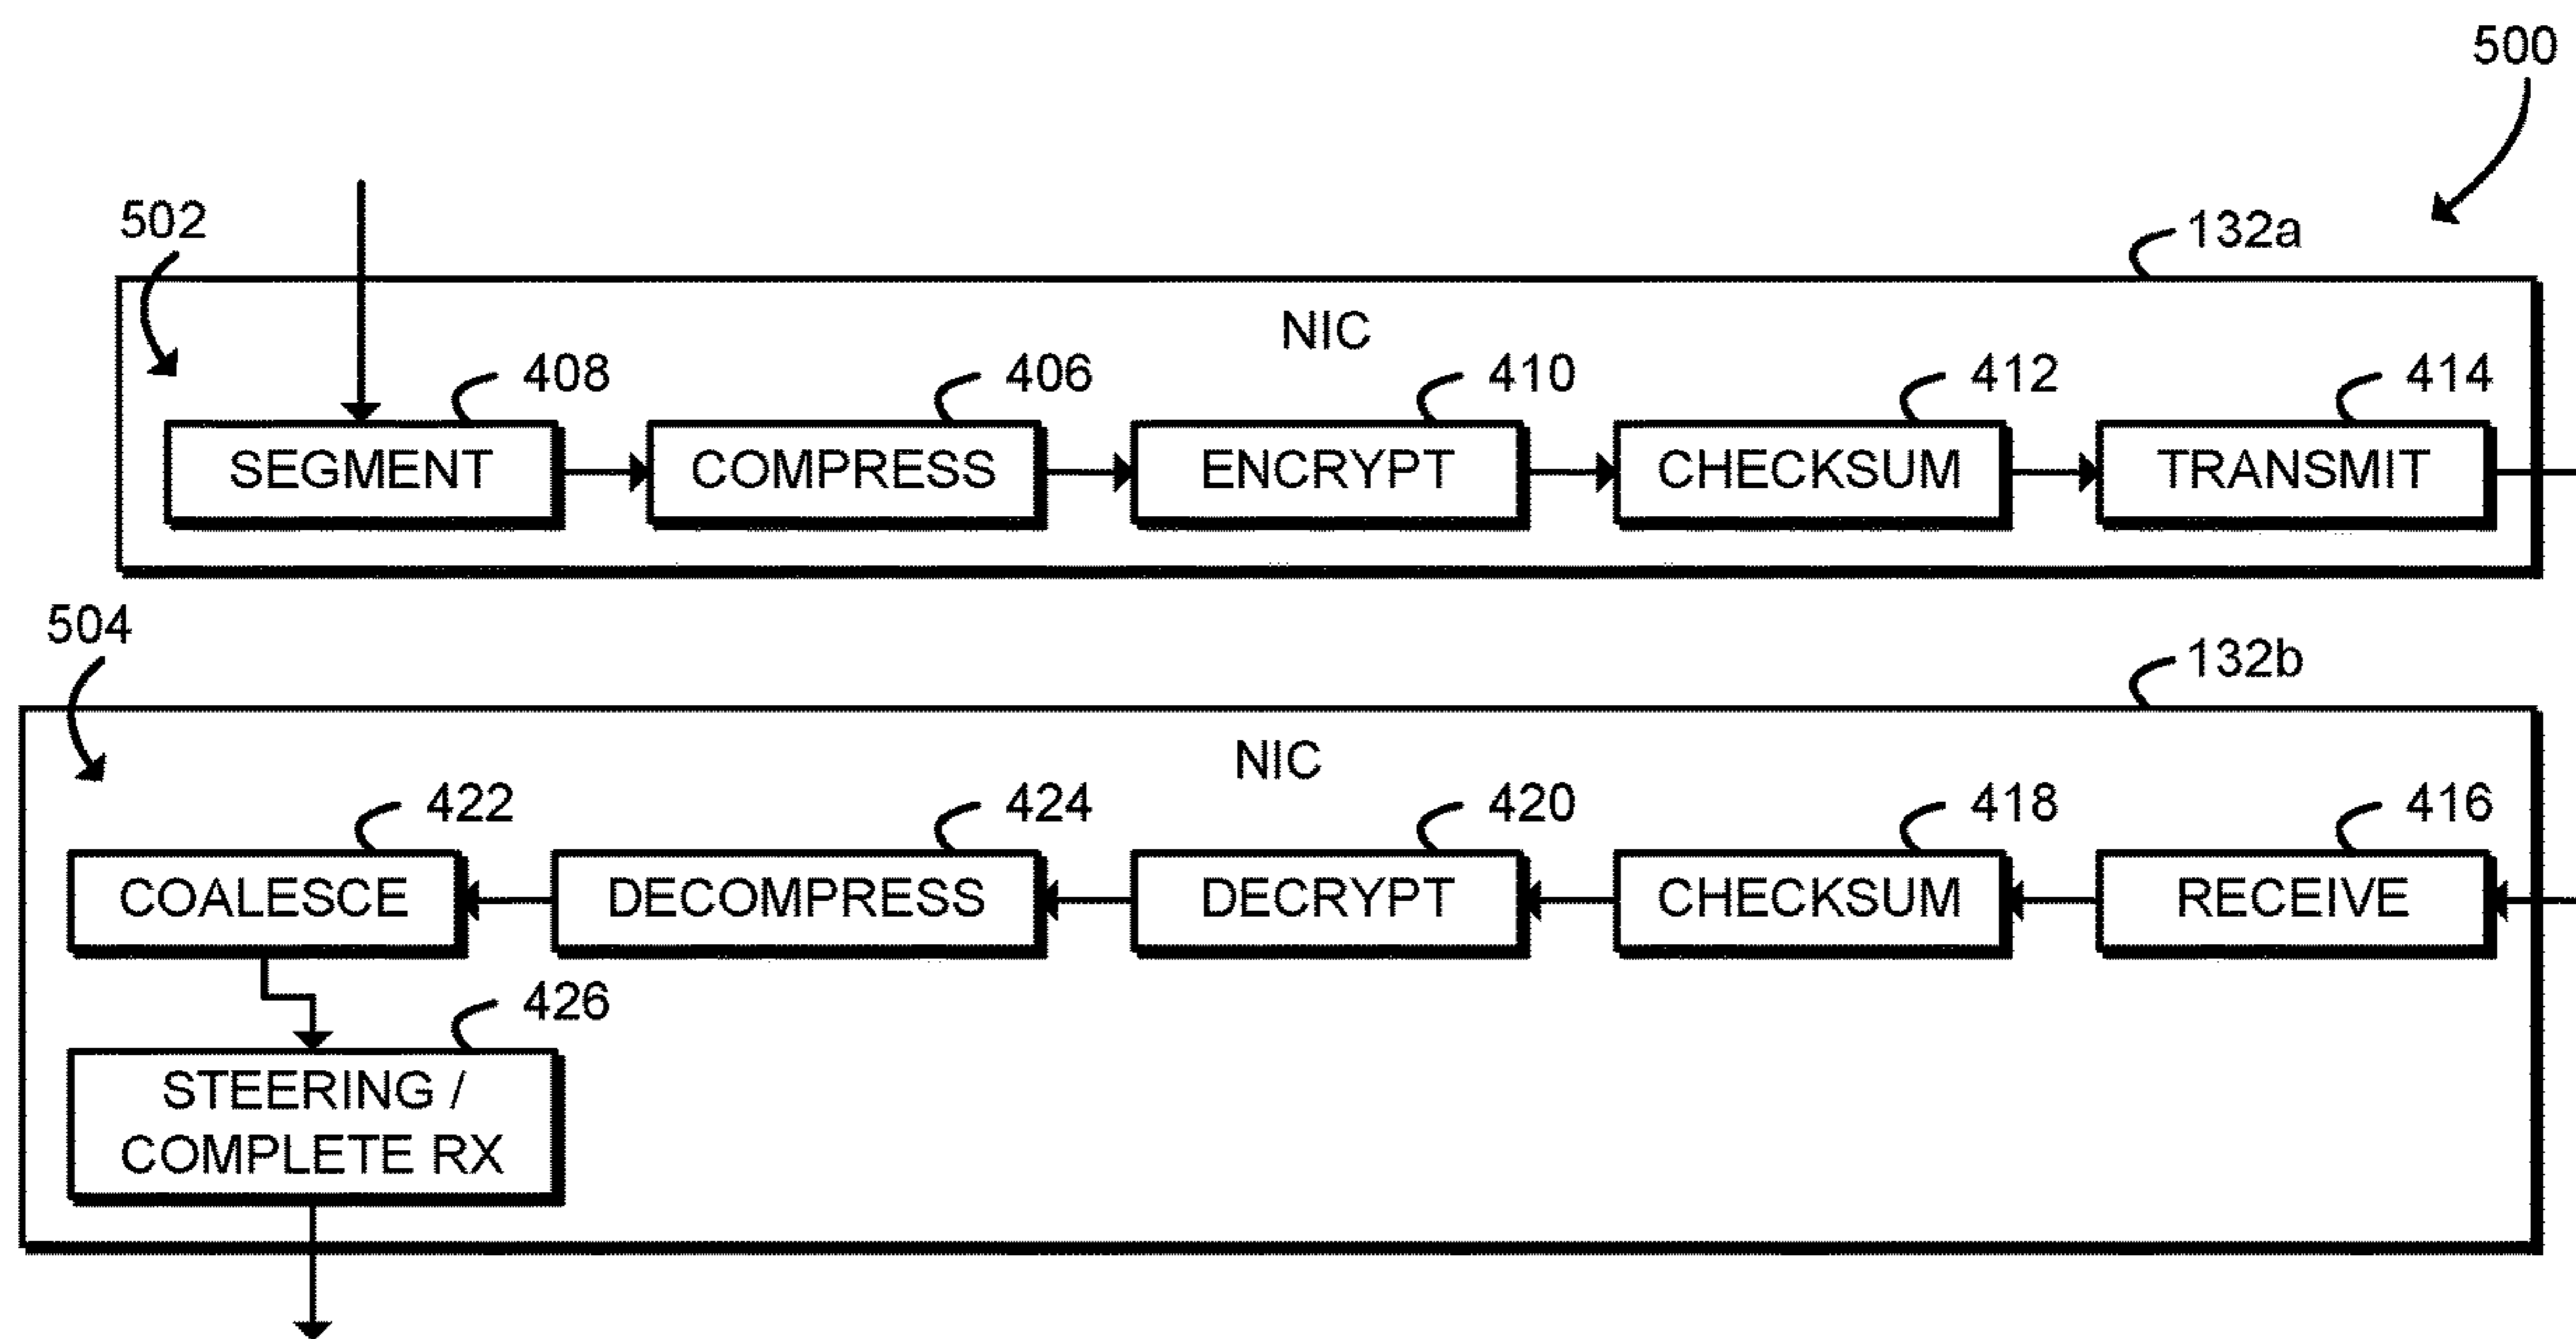 500
502
132a
NIC
408
406
410
412
414
SEGMENT
COMPRESS
ENCRYPT
CHECKSUM
TRANSMIT
504
132b
NIC
422
424
420
418
416
COALESCE
DECOMPRESS
DECRYPT
CHECKSUM
RECEIVE
426
STEERING /
COMPLETE RX